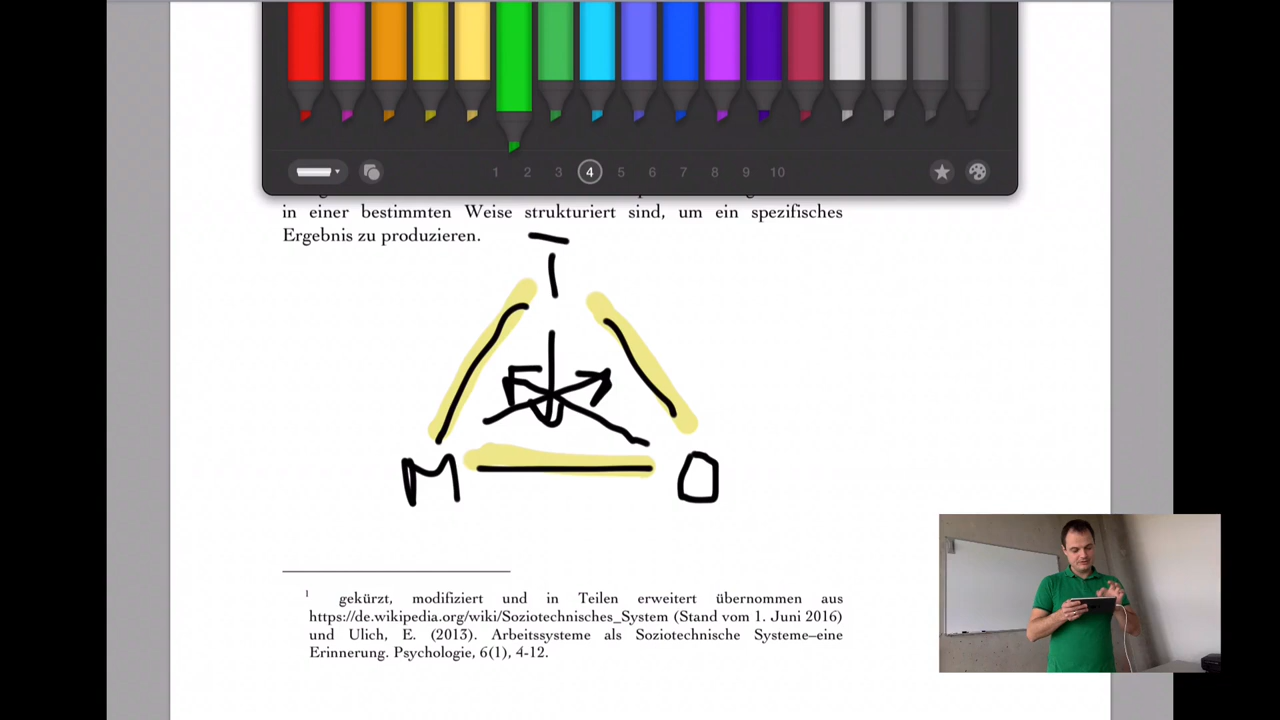 1 2 3 4 5 6 7 8 9 10
in einer bestimmten Weise strukturiert sind, um ein spezifisches
Ergebnis zu produzieren.
T
M O
1 gekürzt, modifiziert und in Teilen erweitert übernommen aus
https://de.wikipedia.org/wiki/Soziotechnisches_System (Stand vom 1. Juni 2016)
und Ulich, E. (2013). Arbeitssysteme als Soziotechnische Systeme–eine
Erinnerung. Psychologie, 6(1), 4-12.